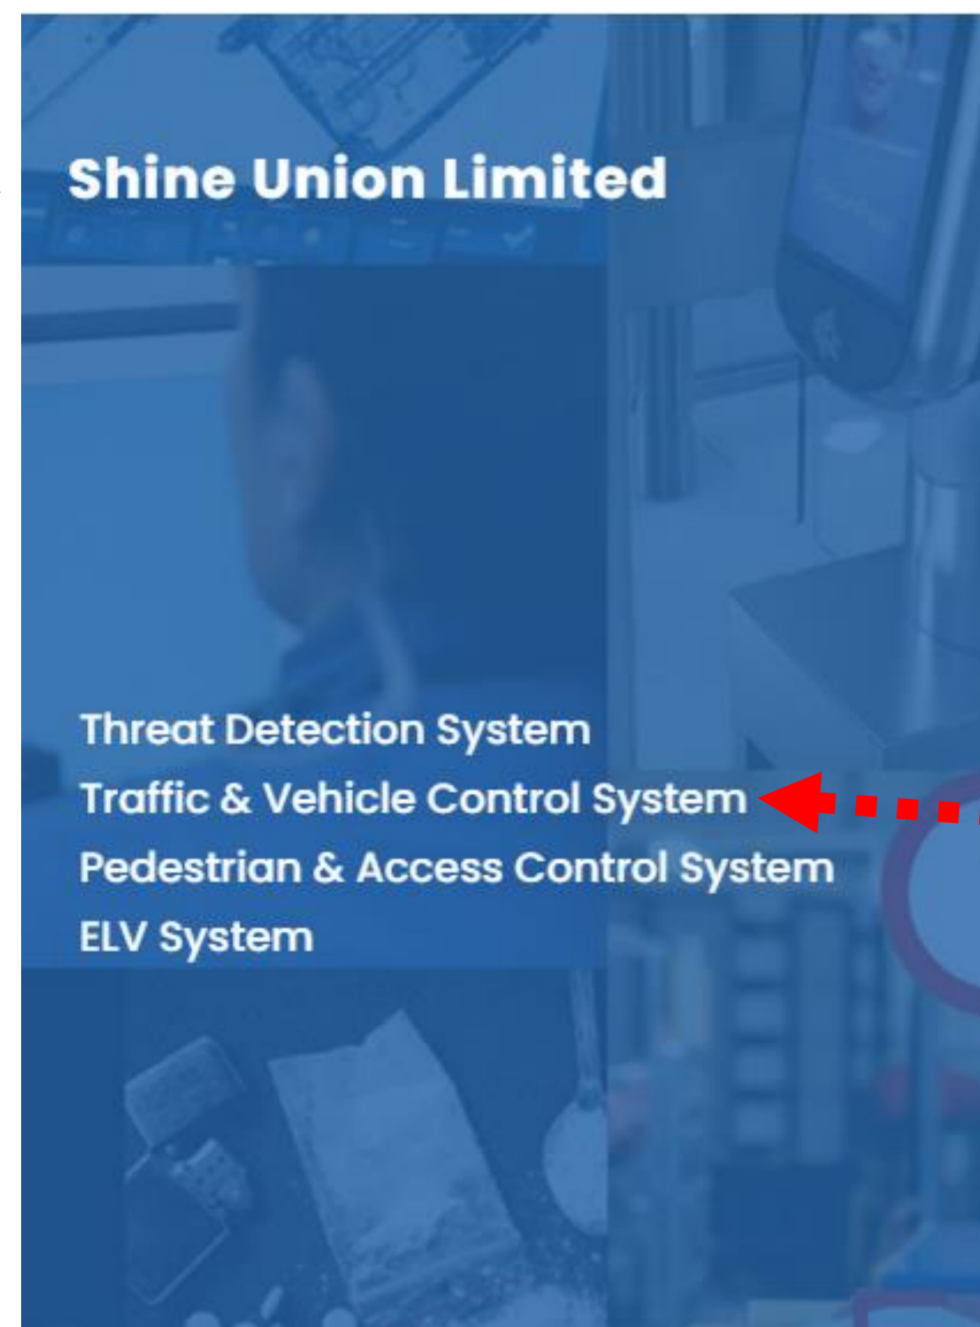 Shine Union Limited
Threat Detection System
Traffic & Vehicle Control System
Pedestrian & Access Control System
ELV System